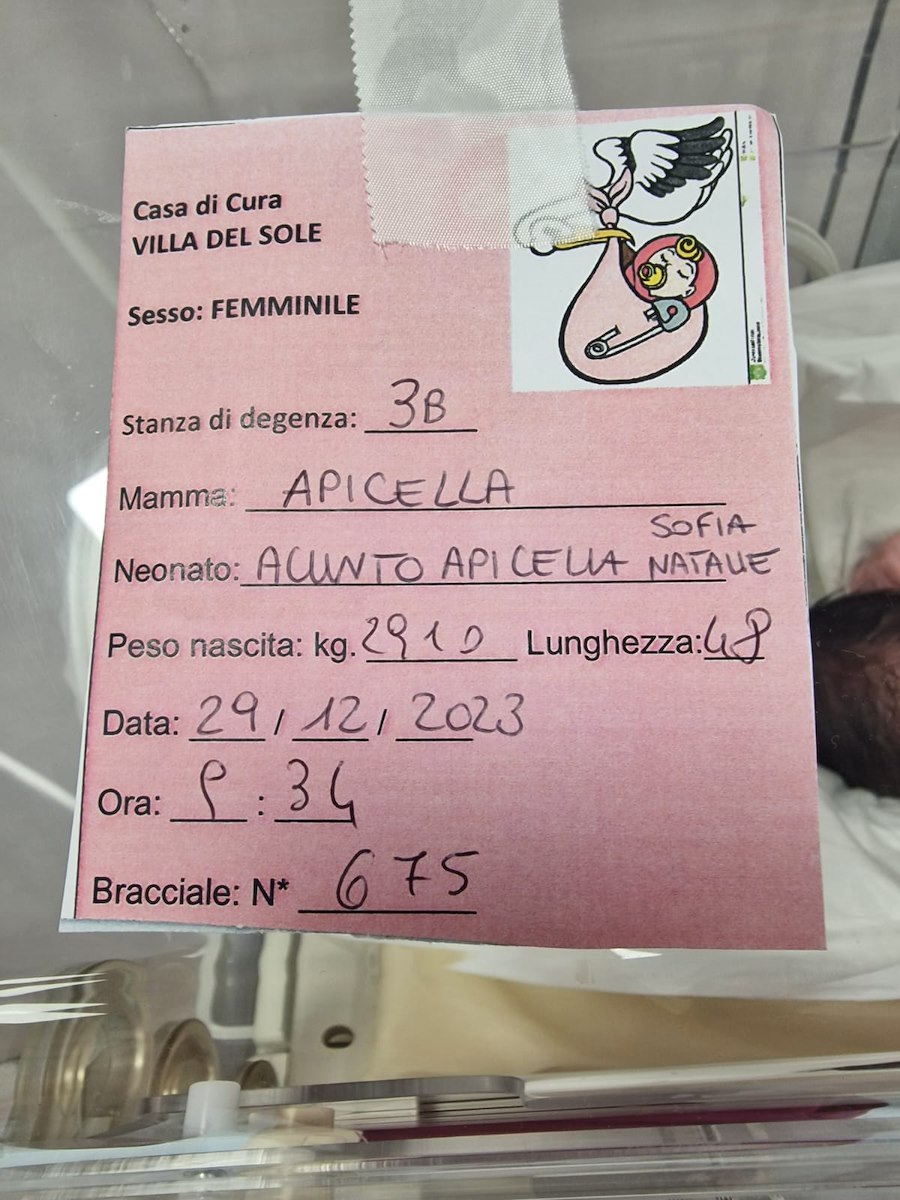 Casa di Cura
VILLA DEL SOLE
Sesso: FEMMINILE
Stanza di degenza: 3B
Mamma: APICELLA
SOFIA
Neonato: ACUNTO APICELLA NATALIE
Peso nascita: kg. 2910 Lunghezza: 48
Data: 29 / 12 / 2023
Ora: 9 : 34
Bracciale: N* 675